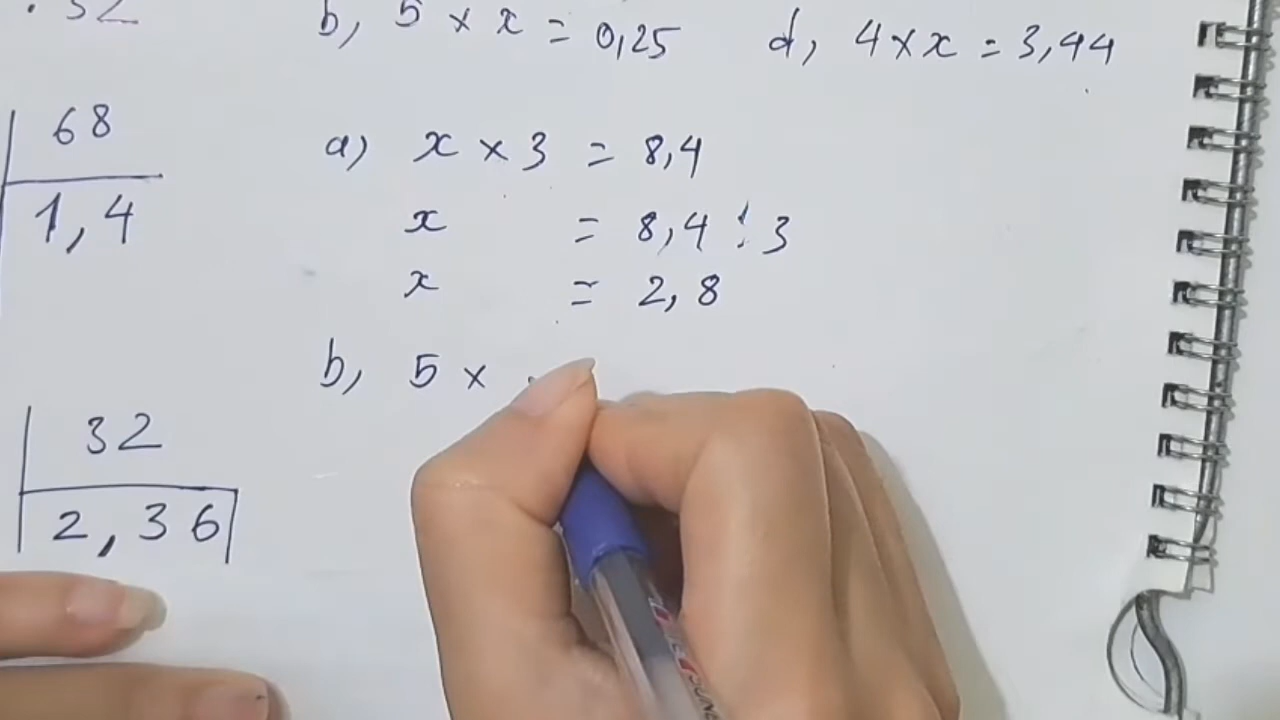 b, 5 x x = 0,25 d, 4 x x = 3,44
68
1,4
a) x x 3 = 8,4
x = 8,4 : 3
x = 2,8
b, 5 x
32
2,36